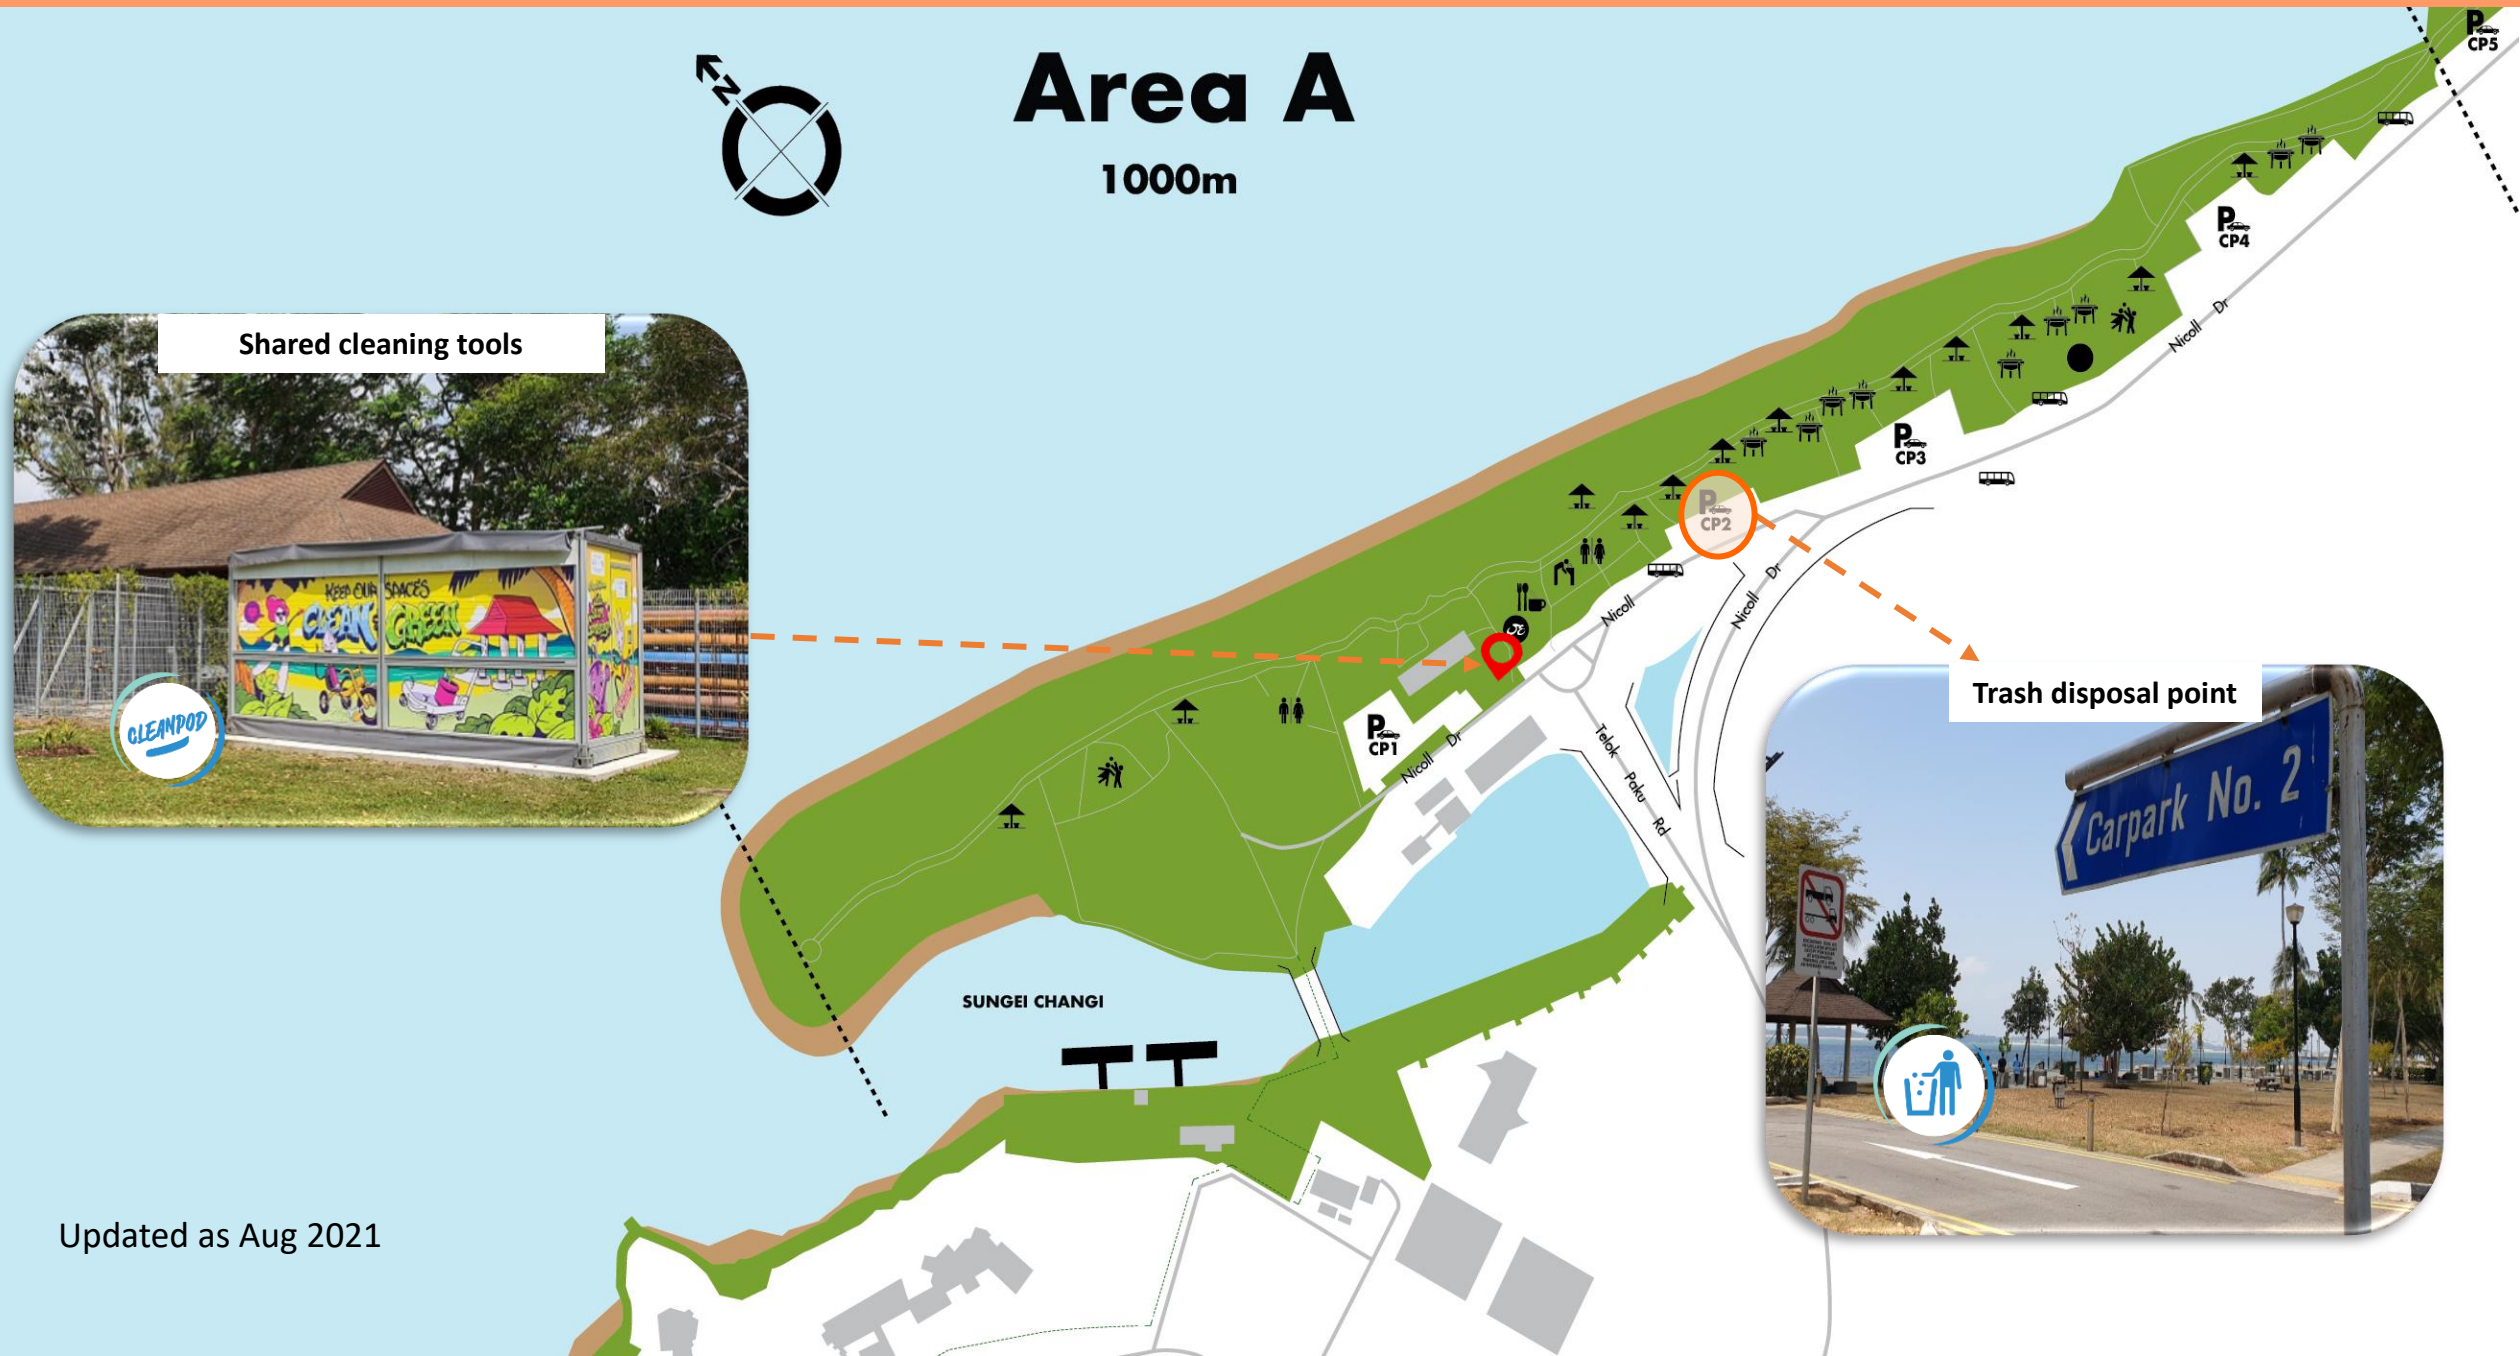 Area A
1000m
N
P
CP5
P
CP4
Nicoll Dr
P
CP3
P
CP2
Nicoll
Nicoll Dr
P
CP1
Nicoll Dr
Telok Paku Rd
SUNGEI CHANGI
Shared cleaning tools
KEEP OUR SPACES
CLEAN GREEN
CLEANPOD
Trash disposal point
Carpark No. 2
Updated as Aug 2021